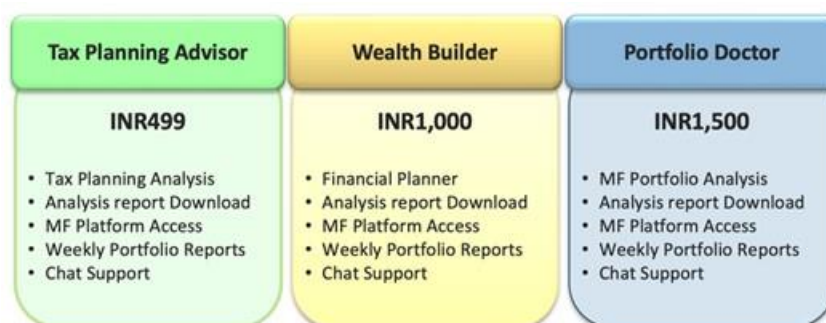 Tax Planning Advisor
INR499
• Tax Planning Analysis
• Analysis report Download
• MF Platform Access
• Weekly Portfolio Reports
• Chat Support
Wealth Builder
INR1,000
• Financial Planner
• Analysis report Download
• MF Platform Access
• Weekly Portfolio Reports
• Chat Support
Portfolio Doctor
INR1,500
• MF Portfolio Analysis
• Analysis report Download
• MF Platform Access
• Weekly Portfolio Reports
• Chat Support